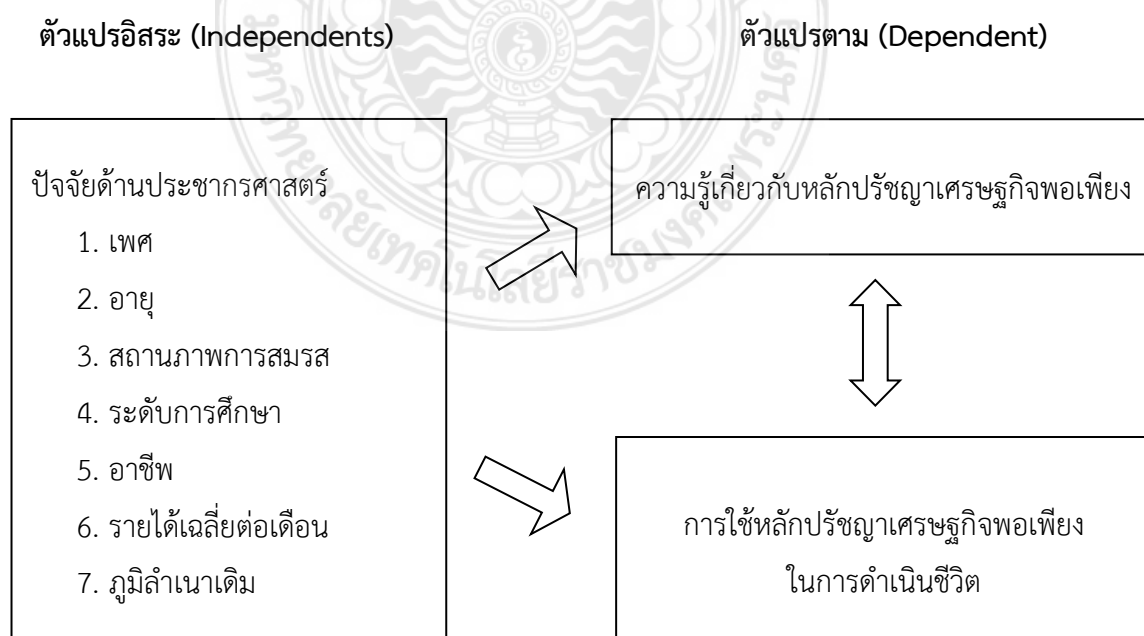 ตัวแปรอิสระ (Independents)
ตัวแปรตาม (Dependent)
ปัจจัยด้านประชากรศาสตร์
1. เพศ
2. อายุ
3. สถานภาพการสมรส
4. ระดับการศึกษา
5. อาชีพ
6. รายได้เฉลี่ยต่อเดือน
7. ภูมิลำเนาเดิม
ความรู้เกี่ยวกับหลักปรัชญาเศรษฐกิจพอเพียง
การใช้หลักปรัชญาเศรษฐกิจพอเพียง
ในการดำเนินชีวิต